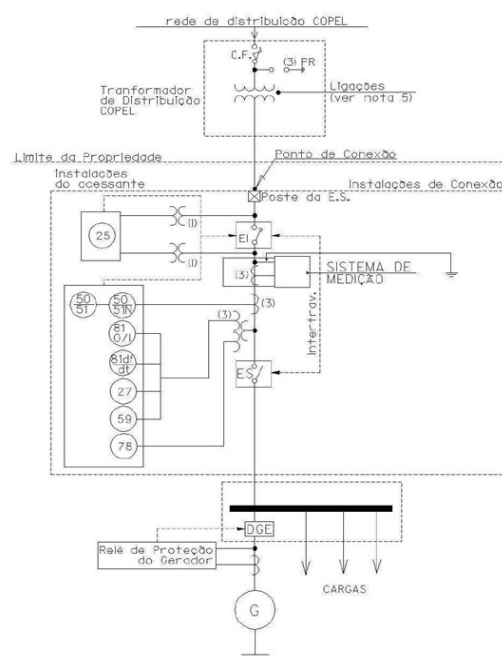 rede de distribuição COPEL
C.F.
(3) PR
Tranformador
de Distribuição
COPEL
Ligações
(ver nota 5)
Limite da Propriedade
Ponto de Conexão
Instalações
do acessante
Instalações de Conexão
Poste da E.S.
25
(1)
EI
(1)
(3)
SISTEMA DE
MEDIÇÃO
50
51
50
51N
(3)
(3)
Intertrav.
81
O/U
81df
dt
27
ES
59
78
DGE
Relé de Proteção
do Gerador
CARGAS
G